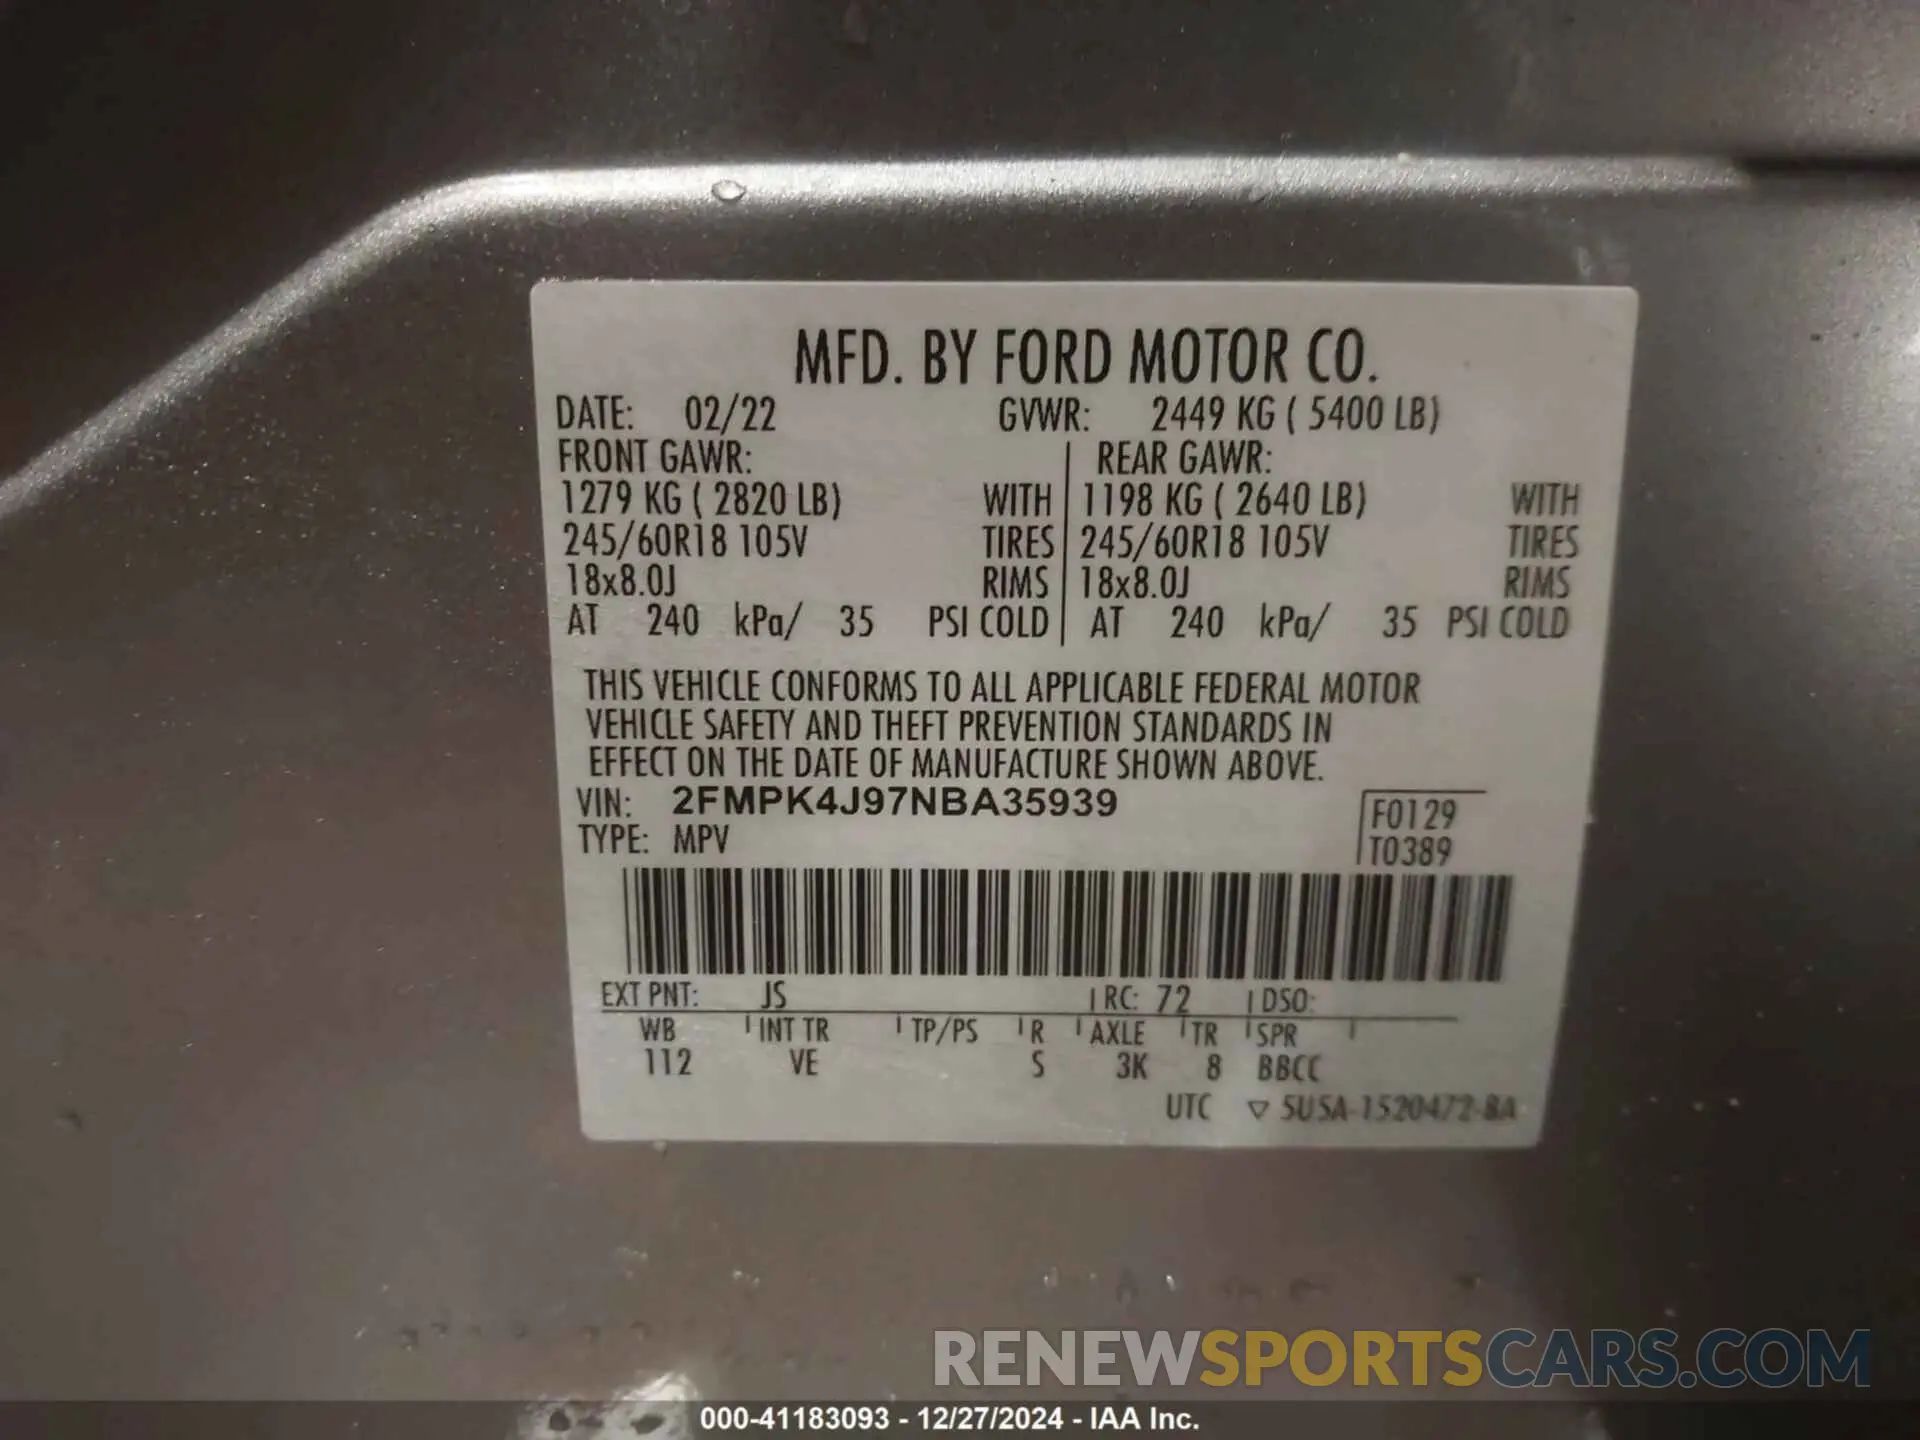 MFD. BY FORD MOTOR CO.
DATE: 02/22 GVWR: 2449 KG ( 5400 LB)
FRONT GAWR: REAR GAWR:
1279 KG ( 2820 LB) WITH 1198 KG ( 2640 LB) WITH
245/60R18 105V TIRES 245/60R18 105V TIRES
18x8.0J RIMS 18x8.0J RIMS
AT 240 kPa/ 35 PSI COLD AT 240 kPa/ 35 PSI COLD
THIS VEHICLE CONFORMS TO ALL APPLICABLE FEDERAL MOTOR
VEHICLE SAFETY AND THEFT PREVENTION STANDARDS IN
EFFECT ON THE DATE OF MANUFACTURE SHOWN ABOVE.
VIN: 2FMPK4J97NBA35939
TYPE: MPV
F0129
T0389
EXT PNT: JS RC: 72 DSO:
WB INT TR TP/PS R AXLE TR SPR
112 VE S 3K 8 BBCC
UTC ▽ 5U5A-1520472-BA
RENEWSPORTSCARS.COM
000-41183093 - 12/27/2024 - IAA Inc.